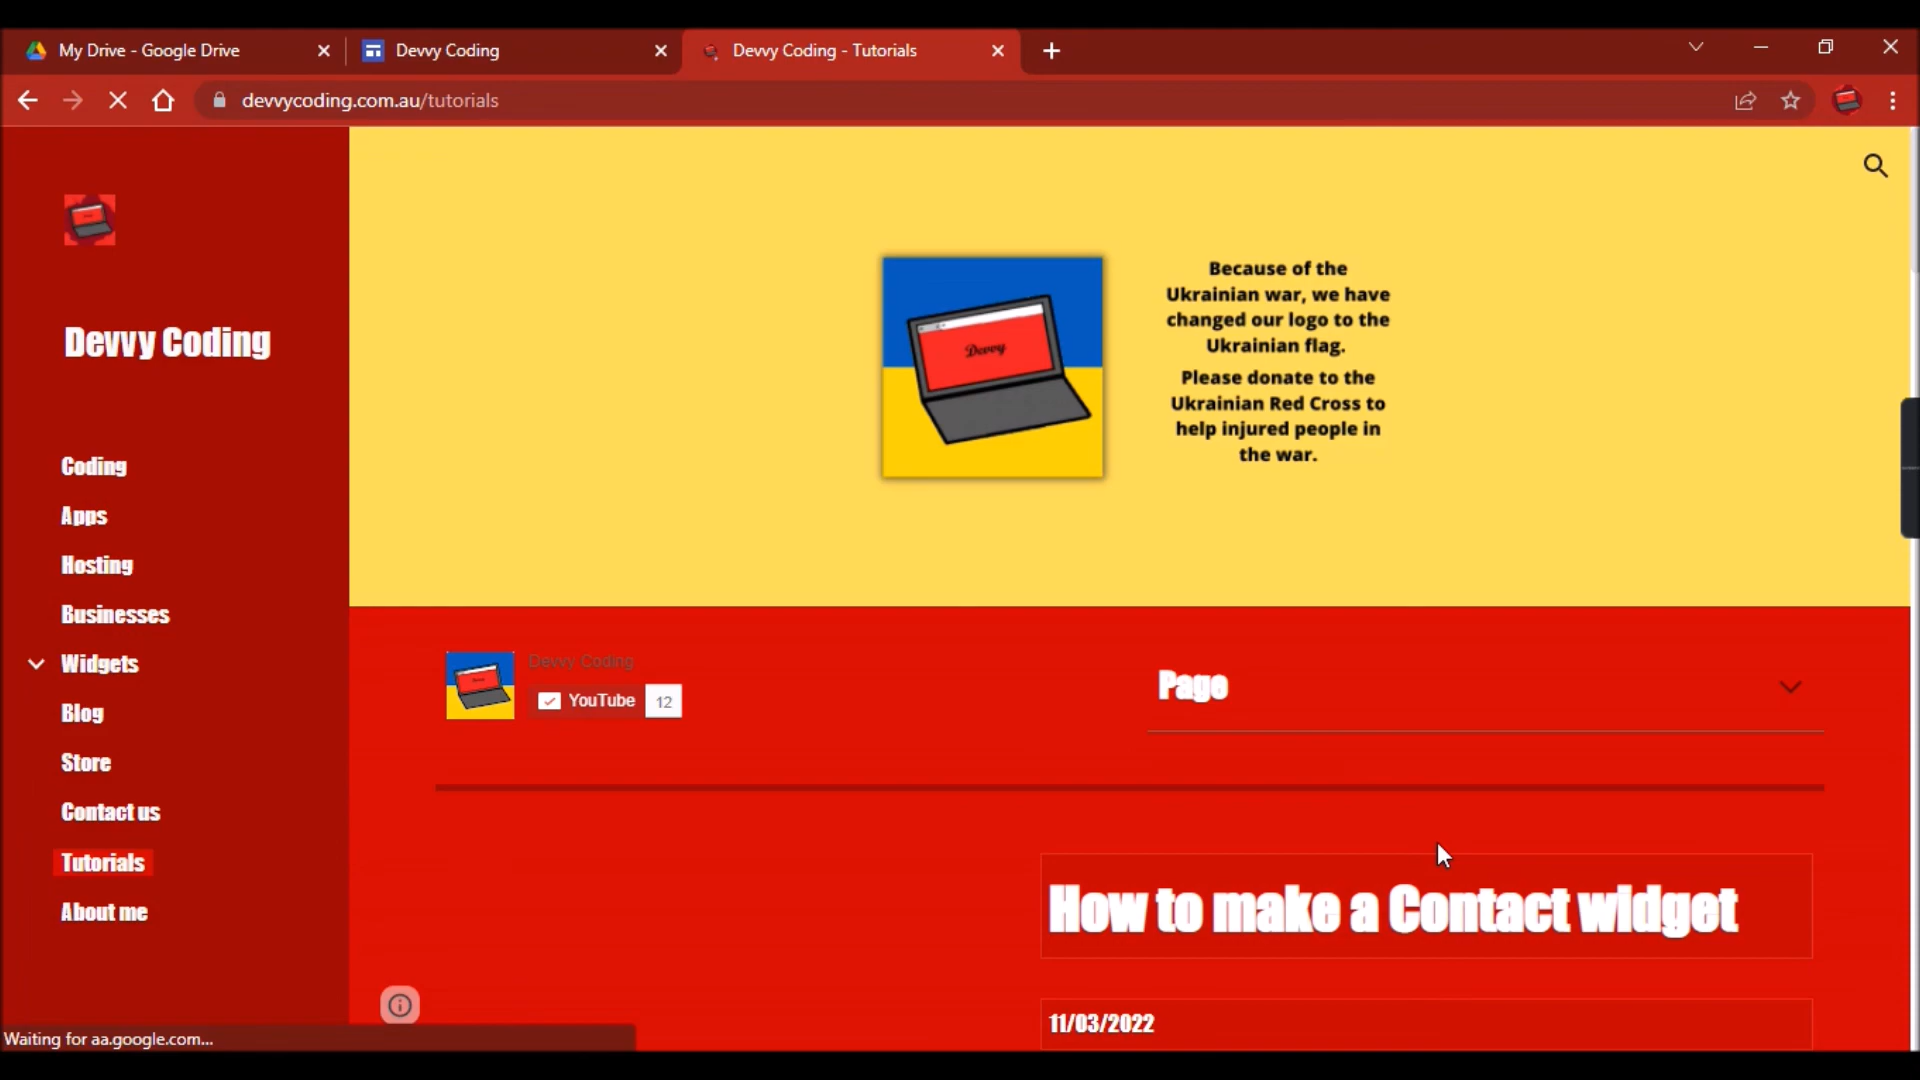 My Drive - Google Drive
Devvy Coding
Devvy Coding - Tutorials
devvycoding.com.au/tutorials
Devvy Coding
Coding
Apps
Hosting
Businesses
Widgets
Blog
Store
Contact us
Tutorials
About me
Devvy
Because of the
Ukrainian war, we have
changed our logo to the
Ukrainian flag.
Please donate to the
Ukrainian Red Cross to
help injured people in
the war.
Devvy Coding
YouTube 12
Page
How to make a Contact widget
11/03/2022
Waiting for aa.google.com...